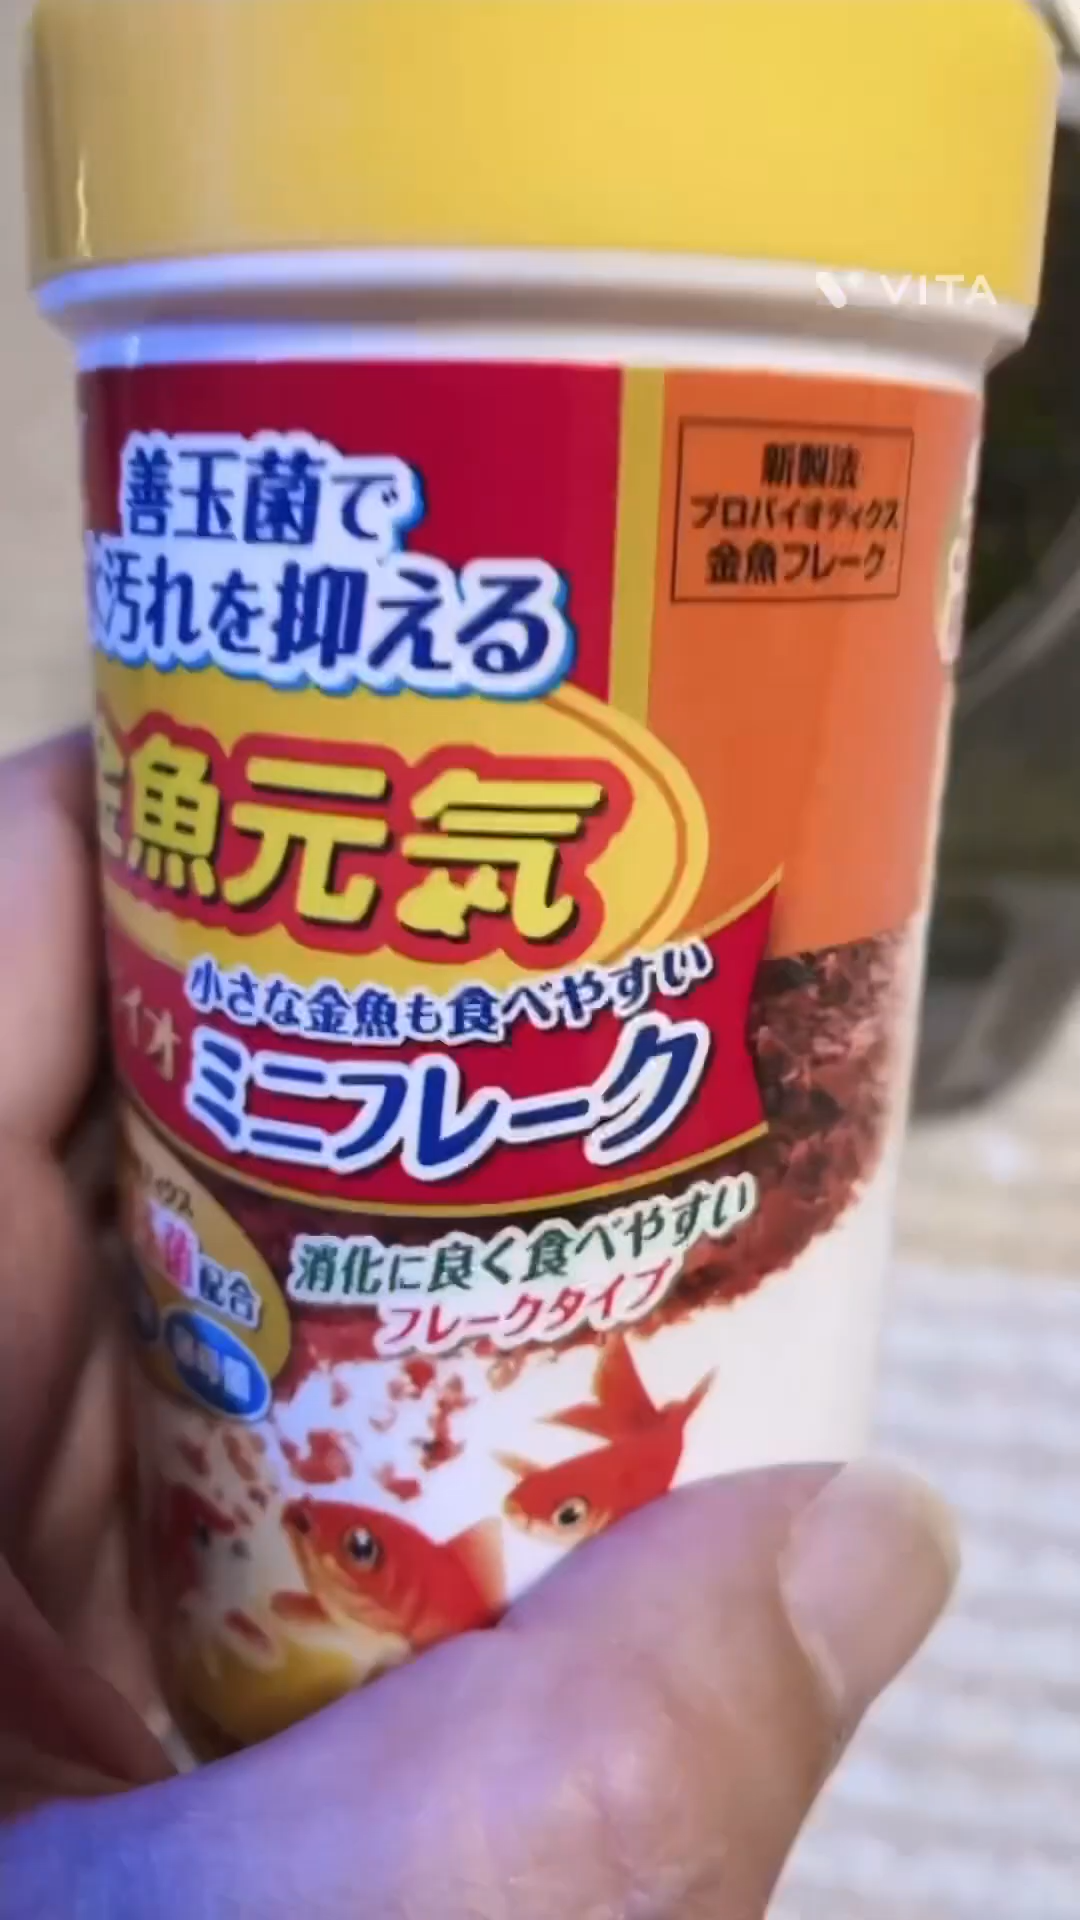 VITA
善玉菌で
汚れを抑える
新製法
プロバイオティクス
金魚フレーク
金魚元気
小さな金魚も食べやすい
イオ
ミニフレーク
消化に良く食べやすい
フレークタイプ
菌配合